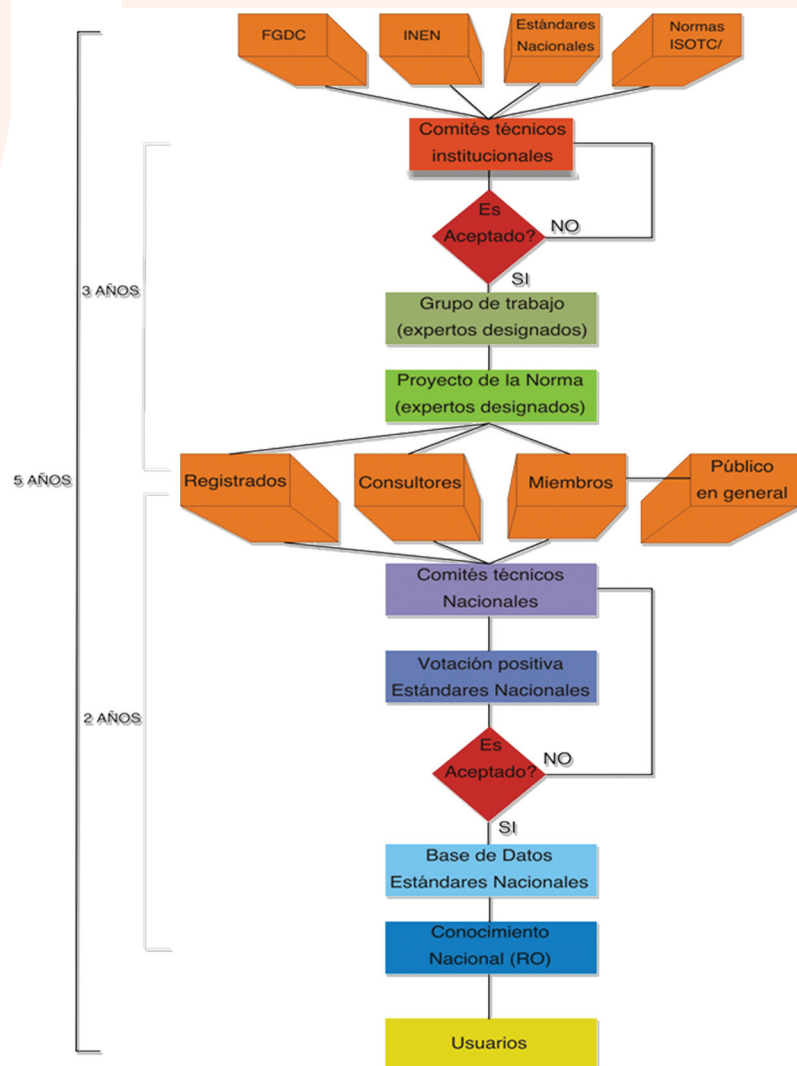 FGDC
INEN
Estándares
Nacionales
Normas
ISOTC/
Comités técnicos
institucionales
Es
Aceptado?
NO
SI
3 AÑOS
Grupo de trabajo
(expertos designados)
Proyecto de la Norma
(expertos designados)
5 AÑOS
Registrados
Consultores
Miembros
Público
en general
Comités técnicos
Nacionales
Votación positiva
Estándares Nacionales
2 AÑOS
Es
Aceptado?
NO
SI
Base de Datos
Estándares Nacionales
Conocimiento
Nacional (RO)
Usuarios